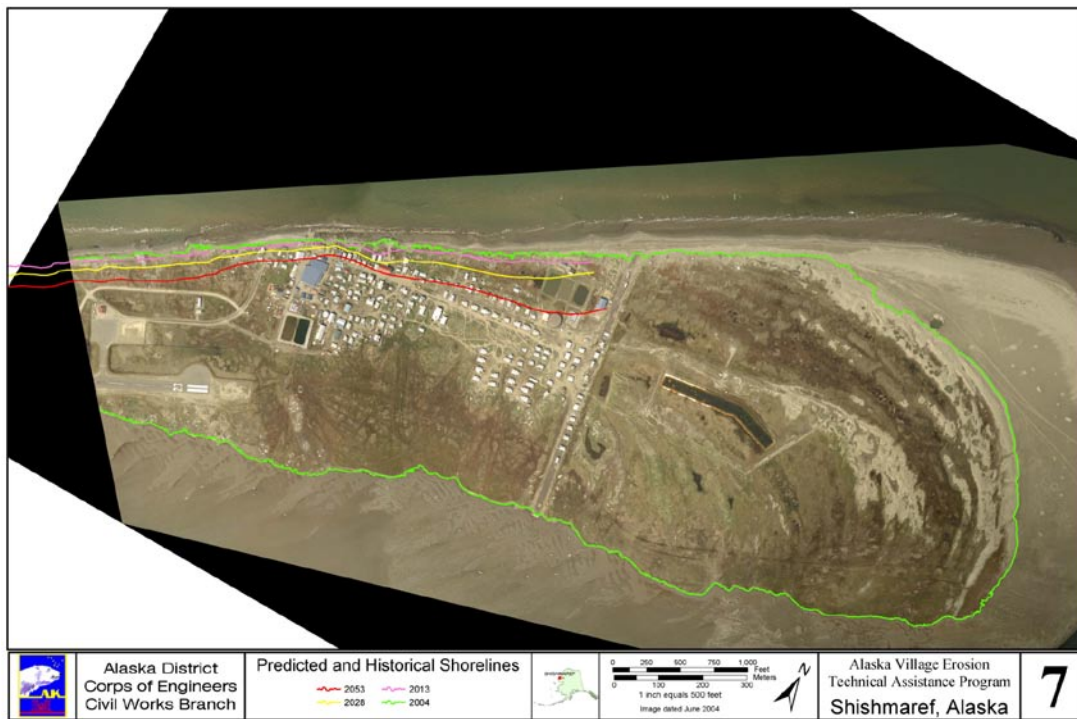 Alaska District
Corps of Engineers
Civil Works Branch
Predicted and Historical Shorelines
2053 2013
2028 2004
0 250 500 750 1,000
Feet
Meters
0 100 200 300
1 inch equals 500 feet
Image dated June 2004
N
Alaska Village Erosion
Technical Assistance Program
Shishmaref, Alaska
7